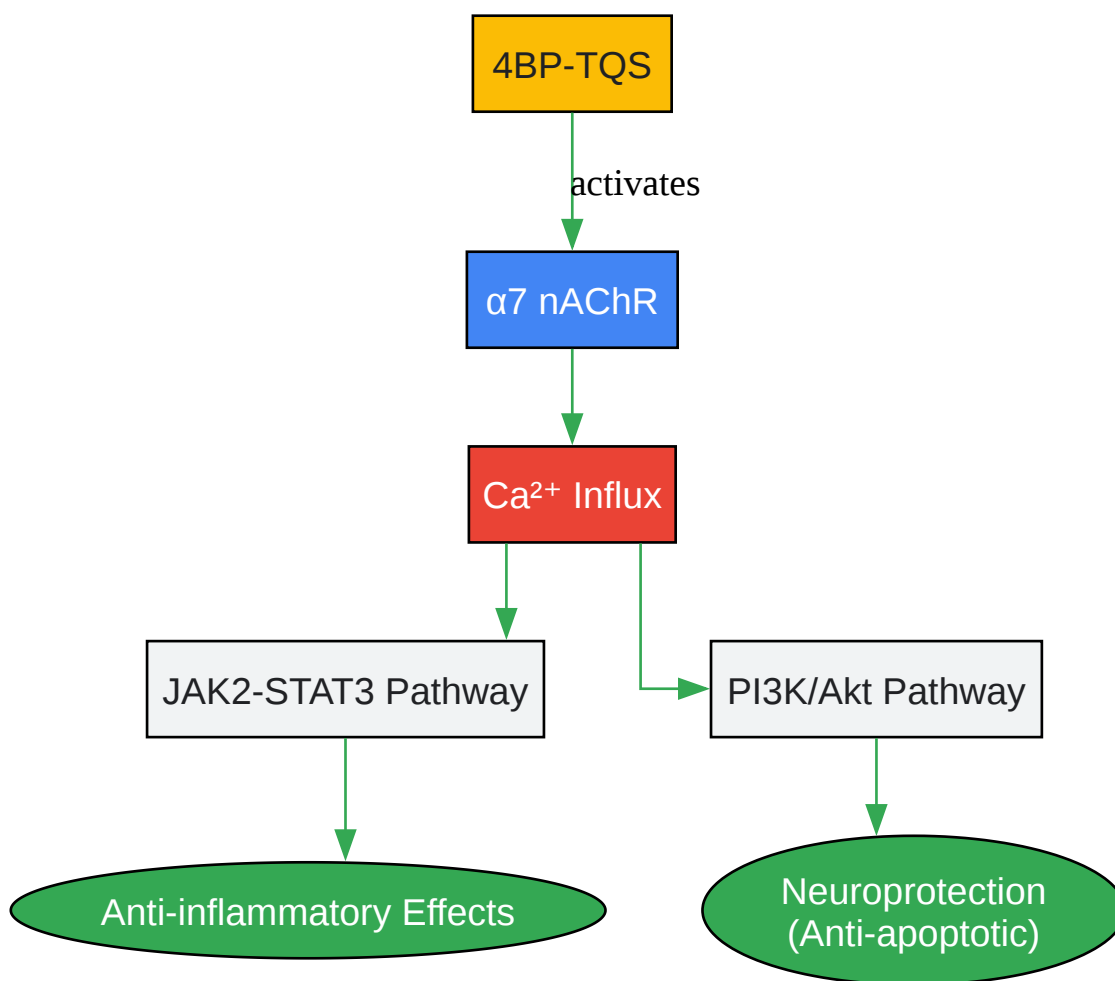 4BP-TQS
activates
α7 nAChR
Ca²⁺ Influx
JAK2-STAT3 Pathway
PI3K/Akt Pathway
Anti-inflammatory Effects
Neuroprotection
(Anti-apoptotic)